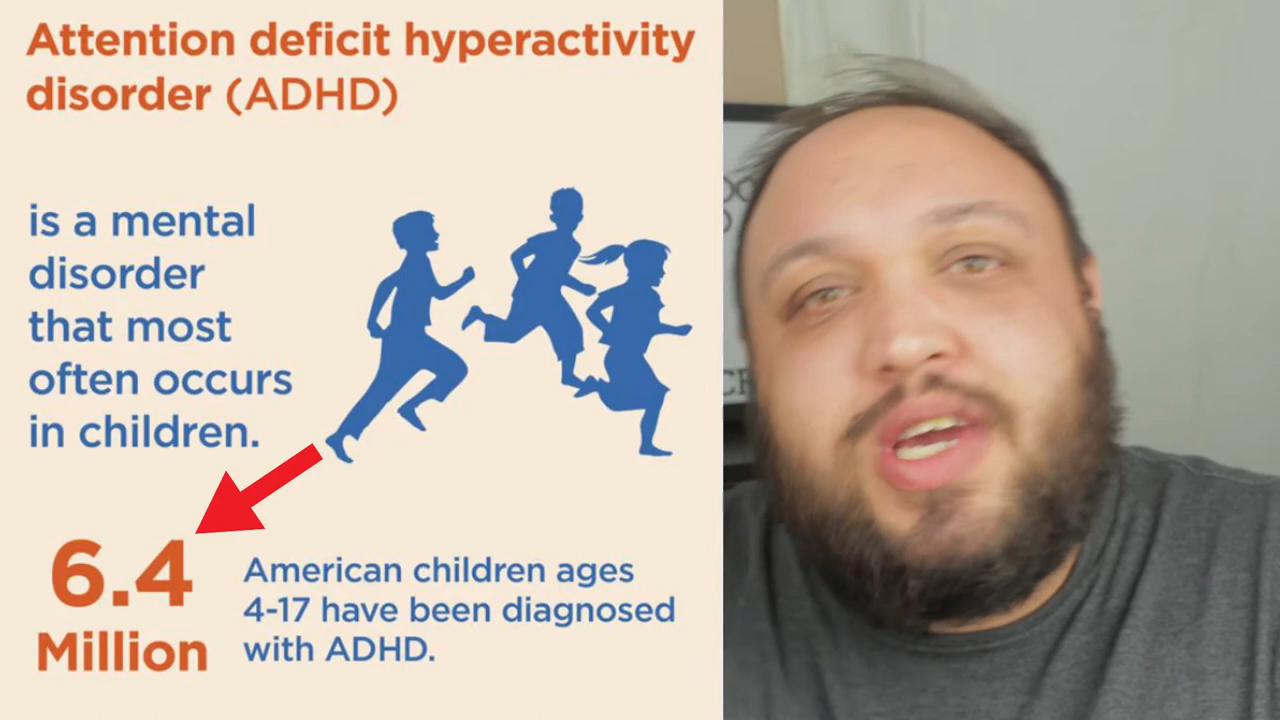 Attention deficit hyperactivity
disorder (ADHD)
is a mental
disorder
that most
often occurs
in children.
6.4
Million
American children ages
4-17 have been diagnosed
with ADHD.